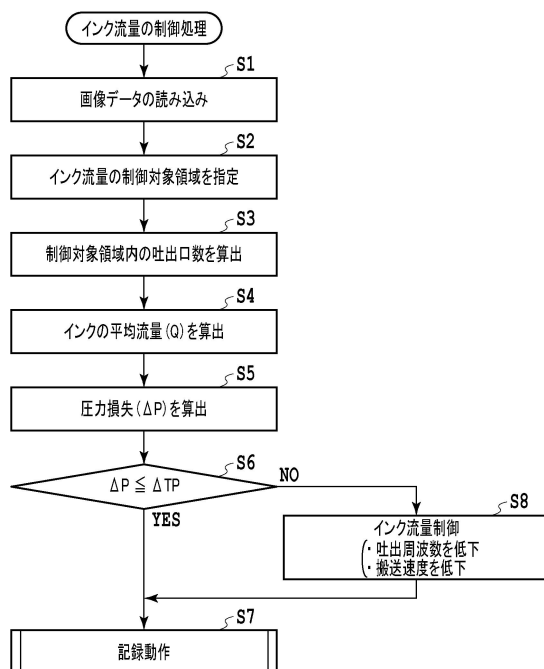 インク流量の制御処理
S1
画像データの読み込み
S2
インク流量の制御対象領域を指定
S3
制御対象領域内の吐出口数を算出
S4
インクの平均流量(Q)を算出
S5
圧力損失(ΔP)を算出
S6
ΔP ≦ ΔTP
NO
YES
S8
インク流量制御
・吐出周波数を低下
・搬送速度を低下
S7
記録動作